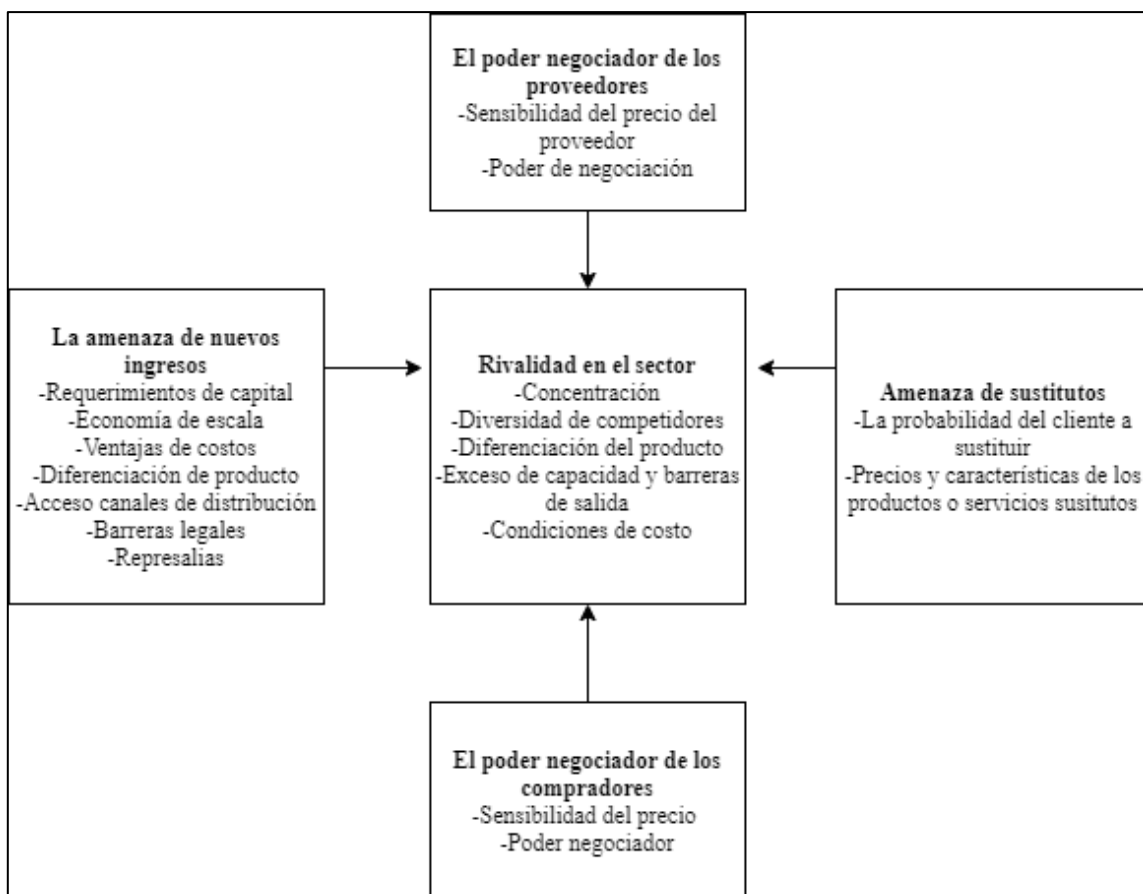 El poder negociador de los
proveedores
-Sensibilidad del precio del
proveedor
-Poder de negociación
La amenaza de nuevos
ingresos
-Requerimientos de capital
-Economía de escala
-Ventajas de costos
-Diferenciación de producto
-Acceso canales de distribución
-Barreras legales
-Represalias
Rivalidad en el sector
-Concentración
-Diversidad de competidores
-Diferenciación del producto
-Exceso de capacidad y barreras
de salida
-Condiciones de costo
Amenaza de sustitutos
-La probabilidad del cliente a
sustituir
-Precios y características de los
productos o servicios susitutos
El poder negociador de los
compradores
-Sensibilidad del precio
-Poder negociador